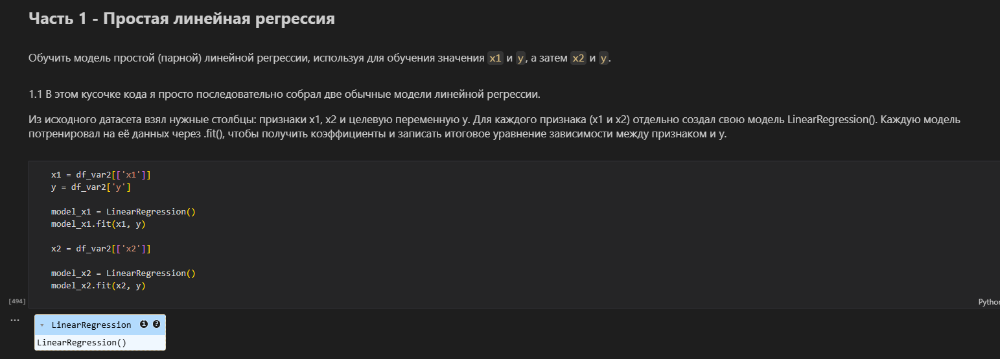 Часть 1 - Простая линейная регрессия
Обучить модель простой (парной) линейной регрессии, используя для обучения значения x1 и y, а затем x2 и y.
1.1 В этом кусочке кода я просто последовательно собрал две обычные модели линейной регрессии.
Из исходного датасета взял нужные столбцы: признаки x1, x2 и целевую переменную y. Для каждого признака (x1 и x2) отдельно создал свою модель LinearRegression(). Каждую модель
потренировал на её данных через .fit(), чтобы получить коэффициенты и записать итоговое уравнение зависимости между признаком и y.
x1 = df_var2[['x1']]
y = df_var2['y']
model_x1 = LinearRegression()
model_x1.fit(x1, y)
x2 = df_var2[['x2']]
model_x2 = LinearRegression()
model_x2.fit(x2, y)
[494]
Python
...
LinearRegression i ?
LinearRegression()